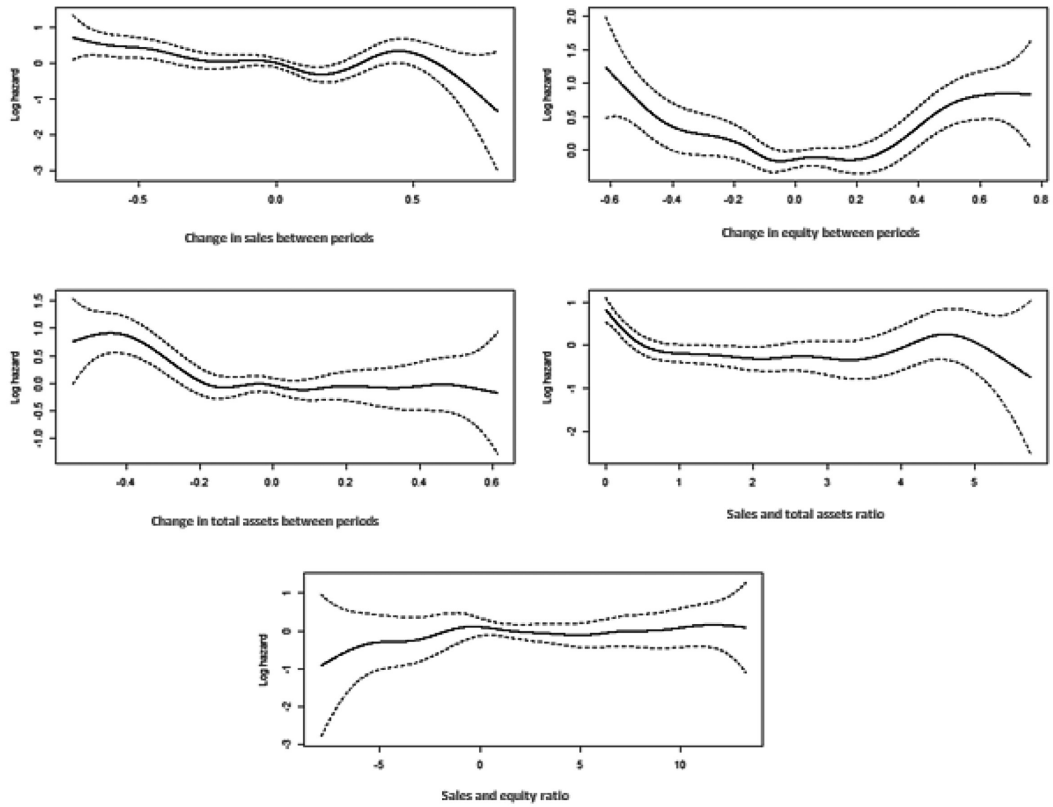 Log hazard
1
0
-1
-2
-3
-0.5 0.0 0.5
Change in sales between periods
Log hazard
2.0
1.5
1.0
0.5
0.0
-0.6 -0.4 -0.2 0.0 0.2 0.4 0.6 0.8
Change in equity between periods
Log hazard
1.5
1.0
0.5
0.0
-0.5
-1.0
-0.4 -0.2 0.0 0.2 0.4 0.6
Change in total assets between periods
Log hazard
1
0
-1
-2
0 1 2 3 4 5
Sales and total assets ratio
Log hazard
1
0
-1
-2
-3
-5 0 5 10
Sales and equity ratio